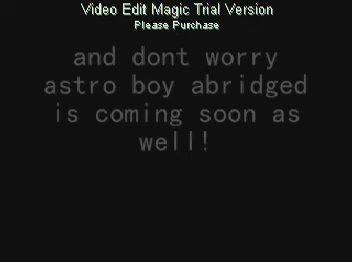 Video Edit Magic Trial Version
Please Purchase
and dont worry
astro boy abridged
is coming soon as
well!